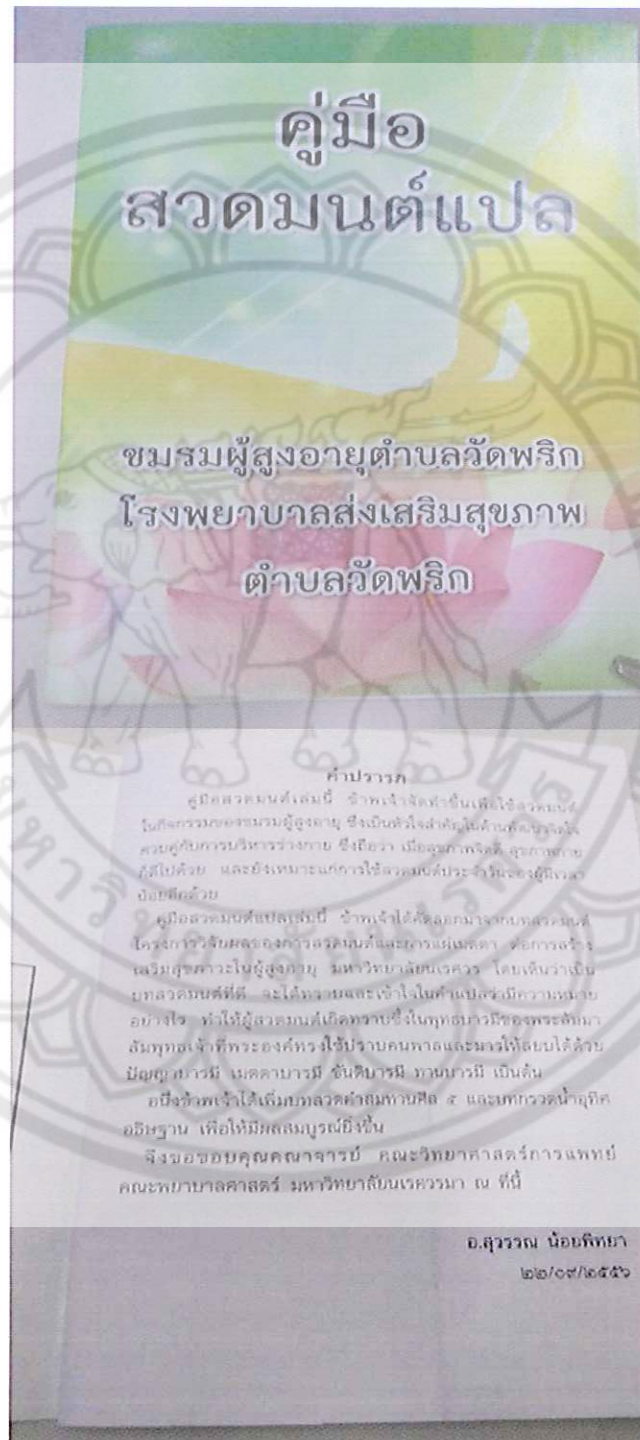 คู่มือ
สวดมนต์แปล
ชมรมผู้สูงอายุตำบลวัดพริก
โรงพยาบาลส่งเสริมสุขภาพ
ตำบลวัดพริก
คำปรารภ
คู่มือสวดมนต์เล่มนี้ ข้าพเจ้าจัดทำขึ้นเพื่อใช้สวดมนต์
ในกิจกรรมของชมรมผู้สูงอายุ ซึ่งเป็นหัวใจสำคัญในด้านพัฒนาจิตใจ
ควบคู่กับการบริหารร่างกาย ซึ่งถือว่า เมื่อสุขภาพจิตดี สุขภาพกาย
ก็ดีไปด้วย และยังเหมาะแก่การใช้สวดมนต์ประจำวันของผู้มีเวลา
น้อยอีกด้วย
คู่มือสวดมนต์แปลเล่มนี้ ข้าพเจ้าได้คัดลอกมาจากบทสวดมนต์
โครงการวิจัยผลของการสวดมนต์และการแผ่เมตตา ต่อการสร้าง
เสริมสุขภาวะในผู้สูงอายุ มหาวิทยาลัยนเรศวร โดยเห็นว่าเป็น
บทสวดมนต์ที่ดี จะได้ทราบและเข้าใจในคำแปลว่ามีความหมาย
อย่างไร ทำให้ผู้สวดมนต์เกิดทราบซึ้งในพุทธบารมีของพระสัมมา
สัมพุทธเจ้าที่พระองค์ทรงใช้ปราบคนพาลและมารให้สยบได้ด้วย
ปัญญาบารมี เมตตาบารมี ขันติบารมี ทานบารมี เป็นต้น
อนึ่งข้าพเจ้าได้เพิ่มบทสวดคำสมาทานศีล ๕ และบทกรวดน้ำอุทิศ
อธิษฐาน เพื่อให้มีผลสมบูรณ์ยิ่งขึ้น
จึงขอขอบคุณคณาจารย์ คณะวิทยาศาสตร์การแพทย์
คณะพยาบาลศาสตร์ มหาวิทยาลัยนเรศวรมา ณ ที่นี้
อ.สุวรรณ น้อยพิทยา
๒๒/๐๙/๒๕๕๖